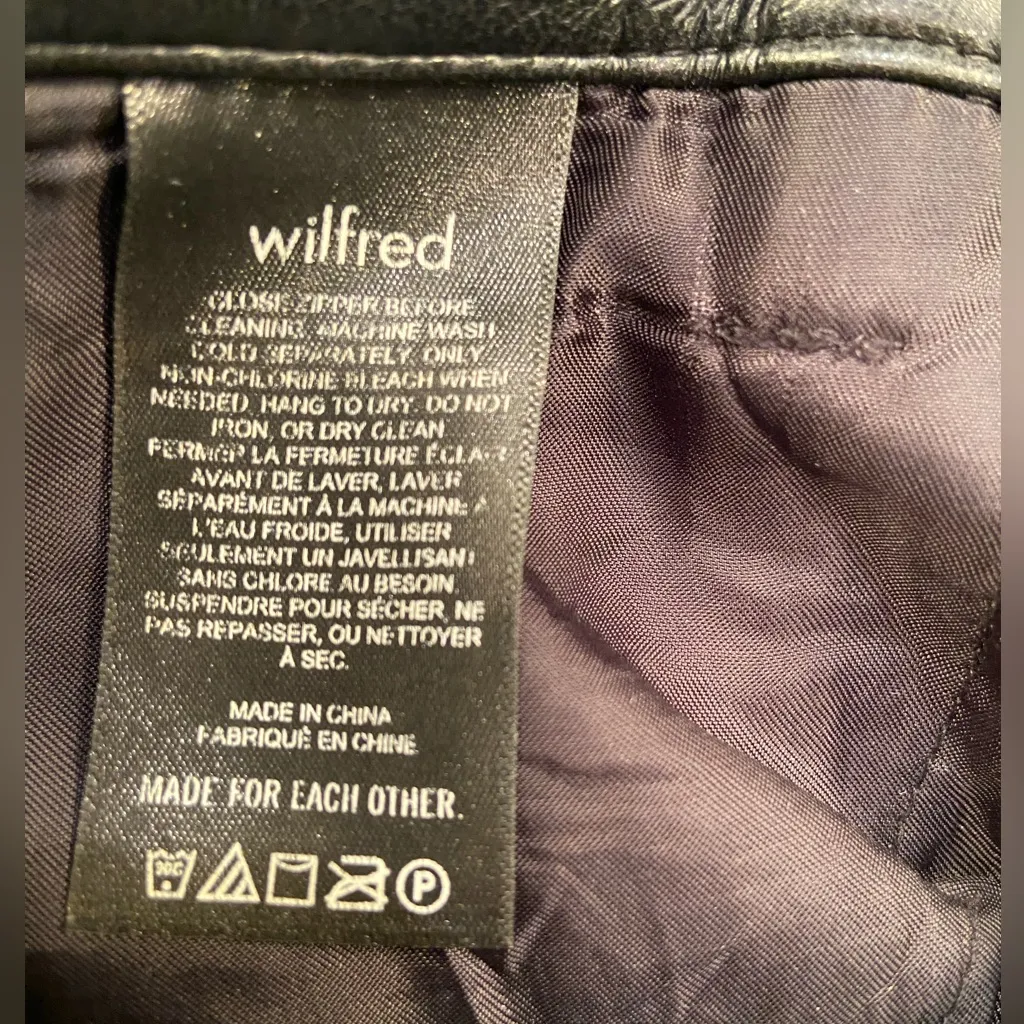 wilfred
CLOSE ZIPPER BEFORE
CLEANING. MACHINE WASH
COLD SEPARATELY. ONLY
NON-CHLORINE BLEACH WHEN
NEEDED. HANG TO DRY. DO NOT
IRON, OR DRY CLEAN.
FERMER LA FERMETURE ÉCLAIR
AVANT DE LAVER, LAVER
SÉPARÉMENT À LA MACHINE À
L'EAU FROIDE, UTILISER
SEULEMENT UN JAVELLISANT
SANS CHLORE AU BESOIN.
SUSPENDRE POUR SÉCHER, NE
PAS REPASSER, OU NETTOYER
À SEC.
MADE IN CHINA
FABRIQUÉ EN CHINE
MADE FOR EACH OTHER.
30C P